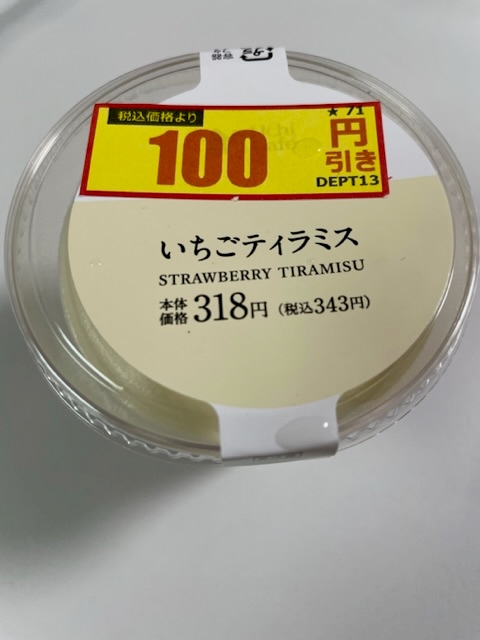 税込価格より
★71
100
円
引き
DEPT13
いちごティラミス
STRAWBERRY TIRAMISU
本体
価格 318円 (税込343円)